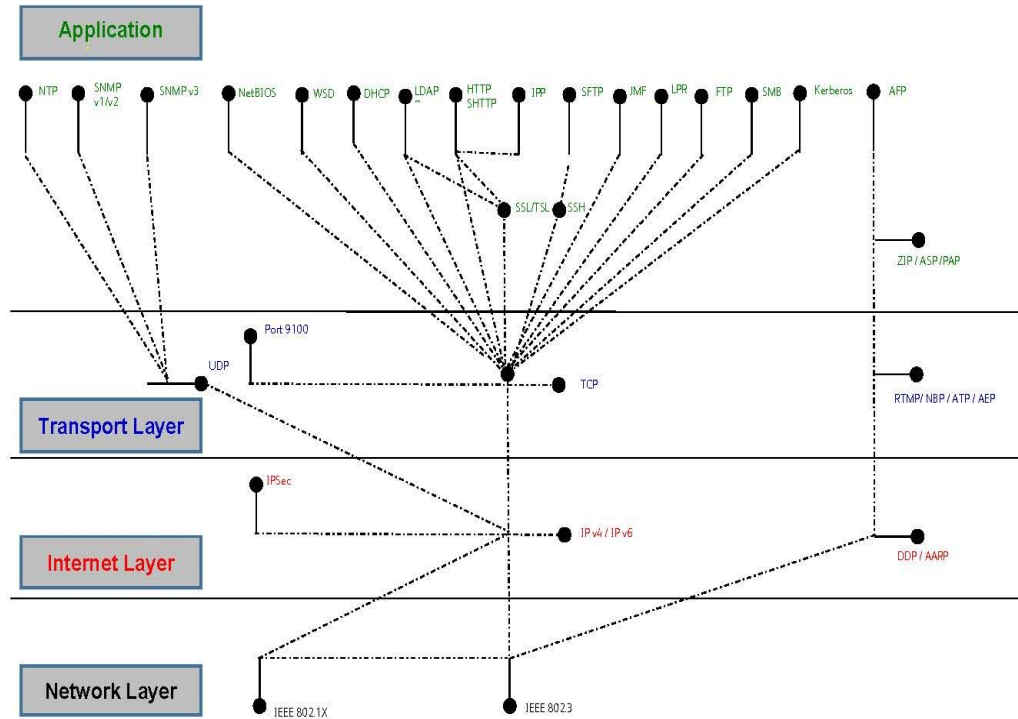 Application
NTP
SNMP
v1/v2
SNMP v3
NetBIOS
WSD
DHCP
LDAP
~
HTTP
SHTTP
IPP
SFTP
JMF
LPR
FTP
SMB
Kerberos
AFP
SSL/TSL
SSH
ZIP / ASP /PAP
Port 9100
UDP
TCP
RTMP/ NBP / ATP / AEP
Transport Layer
IPSec
IP v4 / IP v6
Internet Layer
DDP / AARP
Network Layer
IEEE 802.1X
IEEE 802.3